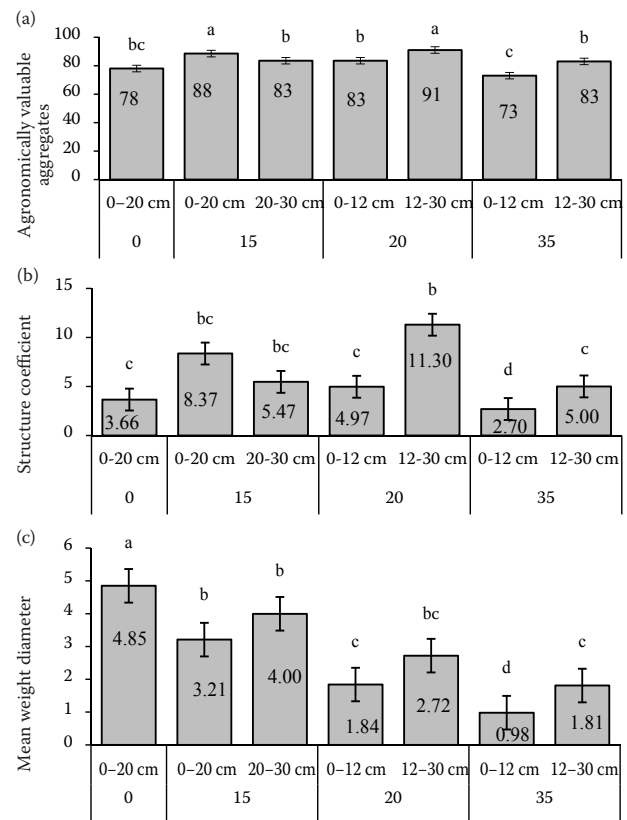 (a)
Agronomically valuable
aggregates
100
80
60
40
20
0
bc a b b a c b
78 88 83 83 91 73 83
0–20 cm 0-20 cm 20-30 cm 0-12 cm 12-30 cm 0-12 cm 12-30 cm
0 15 20 35
(b)
Structure coefficient
15
10
5
0
c bc bc c b d c
3.66 8.37 5.47 4.97 11.30 2.70 5.00
0-20 cm 0-20 cm 20-30 cm 0-12 cm 12-30 cm 0-12 cm 12-30 cm
0 15 20 35
(c)
Mean weight diameter
6
5
4
3
2
1
0
a b b c bc d c
4.85 3.21 4.00 1.84 2.72 0.98 1.81
0–20 cm 0–20 cm 20–30 cm 0–12 cm 12–30 cm 0–12 cm 12–30 cm
0 15 20 35